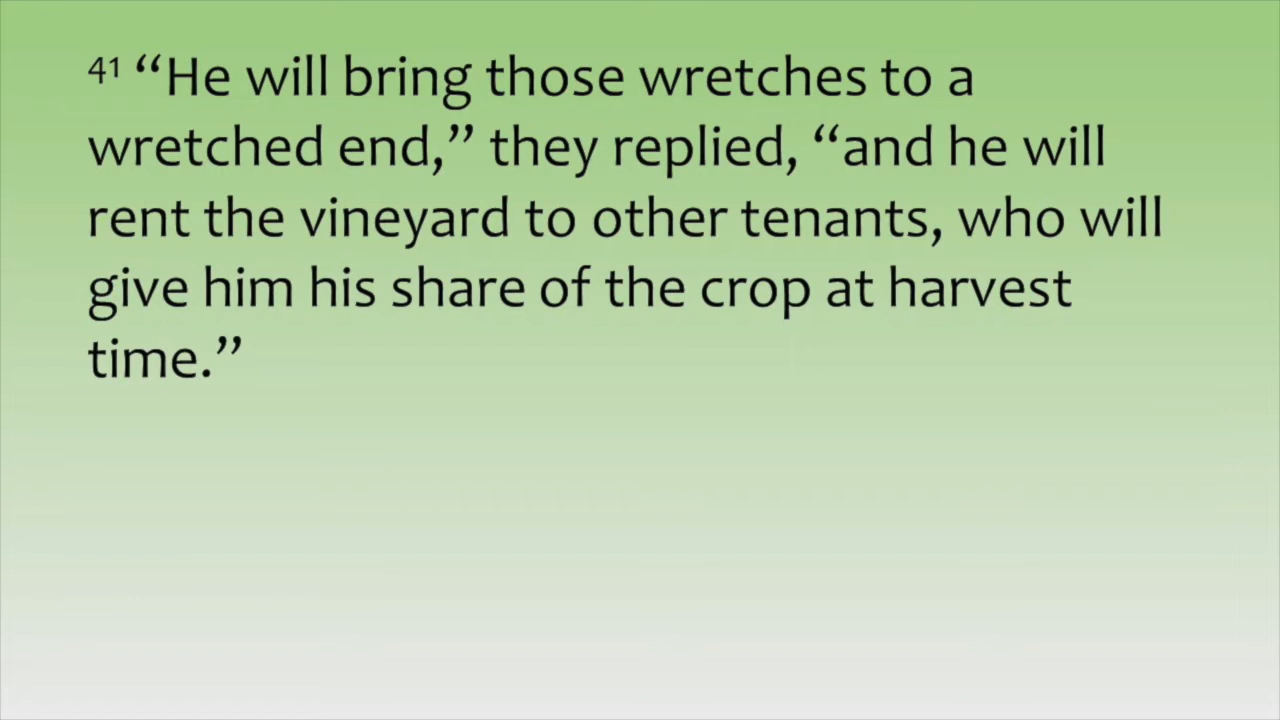 41 “He will bring those wretches to a
wretched end,” they replied, “and he will
rent the vineyard to other tenants, who will
give him his share of the crop at harvest
time.”